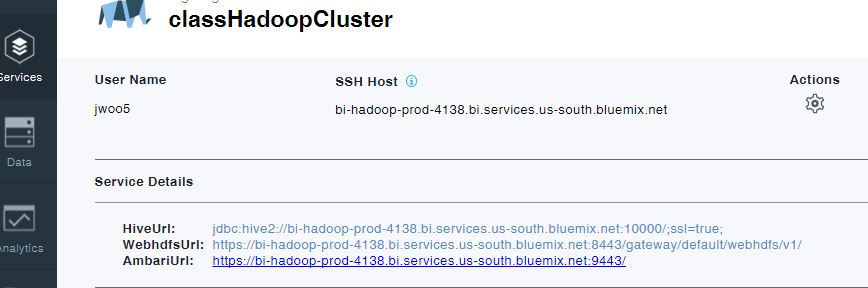 classHadoopCluster
User Name
SSH Host
Actions
jwoo5
bi-hadoop-prod-4138.bi.services.us-south.bluemix.net
Services
Data
Analytics
Service Details
HiveUrl: jdbc:hive2://bi-hadoop-prod-4138.bi.services.us-south.bluemix.net:10000/;ssl=true;
WebhdfsUrl: https://bi-hadoop-prod-4138.bi.services.us-south.bluemix.net:8443/gateway/default/webhdfs/v1/
AmbariUrl: https://bi-hadoop-prod-4138.bi.services.us-south.bluemix.net:9443/